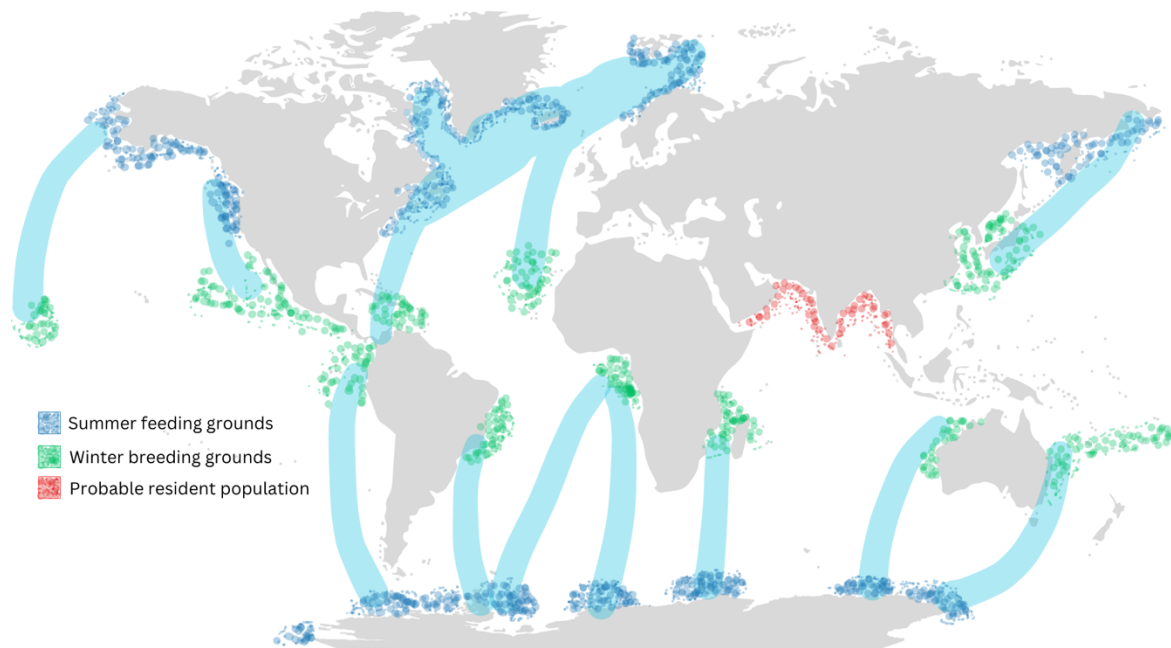 Summer feeding grounds
Winter breeding grounds
Probable resident population